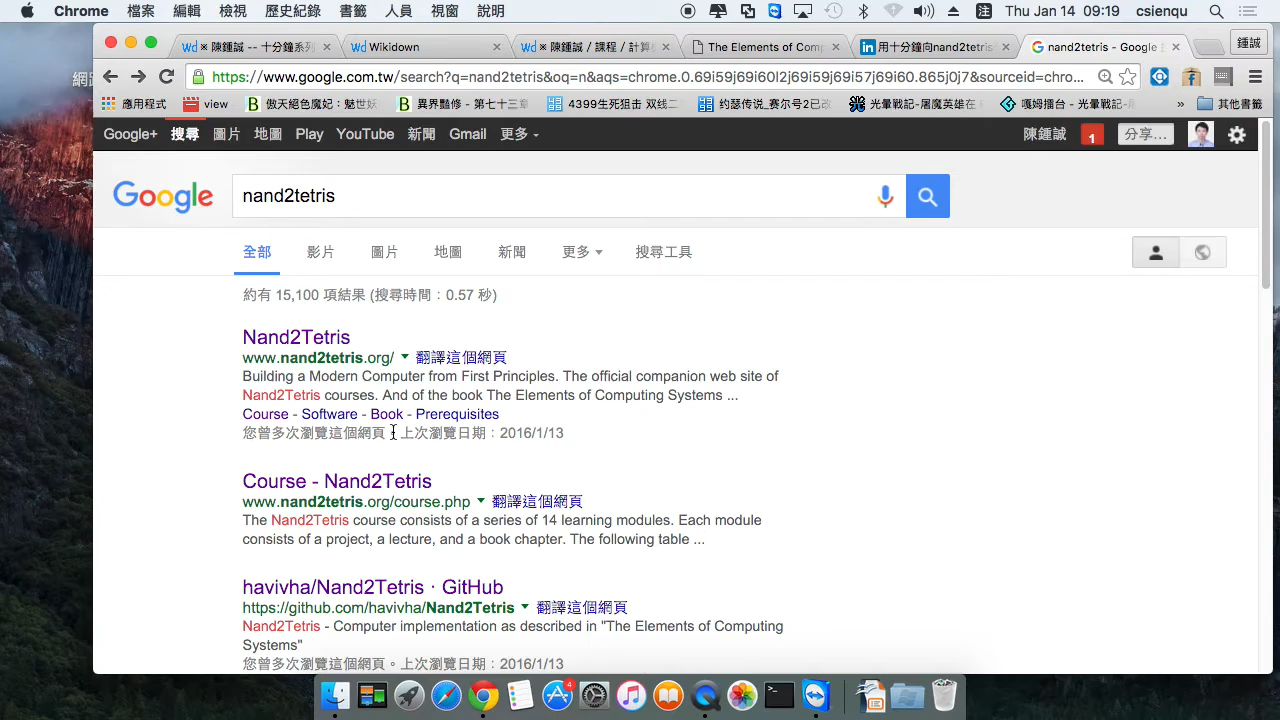 Chrome 檔案 編輯 檢視 歷史紀錄 書籤 人員 視窗 說明 注 Thu Jan 14 09:19 csienqu
Wd ※ 陳鍾誠 -- 十分鐘系列 Wd Wikidown Wd ※ 陳鍾誠 / 課程 / 計算 The Elements of Comp in 用十分鐘向nand2tetris G nand2tetris - Google 鍾誠
https://www.google.com.tw/search?q=nand2tetris&oq=n&aqs=chrome.0.69i59j69i60l2j69i59j69i57j69i60.865j0j7&sourceid=chro...
應用程式 view B 傲天絕色魔妃：魅世妖 B 異界醫修 - 第七十三章 4399生死狙击 双线二 约瑟传说_赛尔号2已改 光暈戰記-屠魔英雄在 嘎姆擂台 - 光暈戰記- » 其它書籤
Google+ 搜尋 圖片 地圖 Play YouTube 新聞 Gmail 更多 陳鍾誠 1 分享...
Google nand2tetris
全部 影片 圖片 地圖 新聞 更多 搜尋工具
約有 15,100 項結果 (搜尋時間：0.57 秒)
Nand2Tetris
www.nand2tetris.org/ 翻譯這個網頁
Building a Modern Computer from First Principles. The official companion web site of
Nand2Tetris courses. And of the book The Elements of Computing Systems ...
Course - Software - Book - Prerequisites
您曾多次瀏覽這個網頁。上次瀏覽日期：2016/1/13
Course - Nand2Tetris
www.nand2tetris.org/course.php 翻譯這個網頁
The Nand2Tetris course consists of a series of 14 learning modules. Each module
consists of a project, a lecture, and a book chapter. The following table ...
havivha/Nand2Tetris · GitHub
https://github.com/havivha/Nand2Tetris 翻譯這個網頁
Nand2Tetris - Computer implementation as described in "The Elements of Computing
Systems"
您曾多次瀏覽這個網頁。上次瀏覽日期：2016/1/13
4